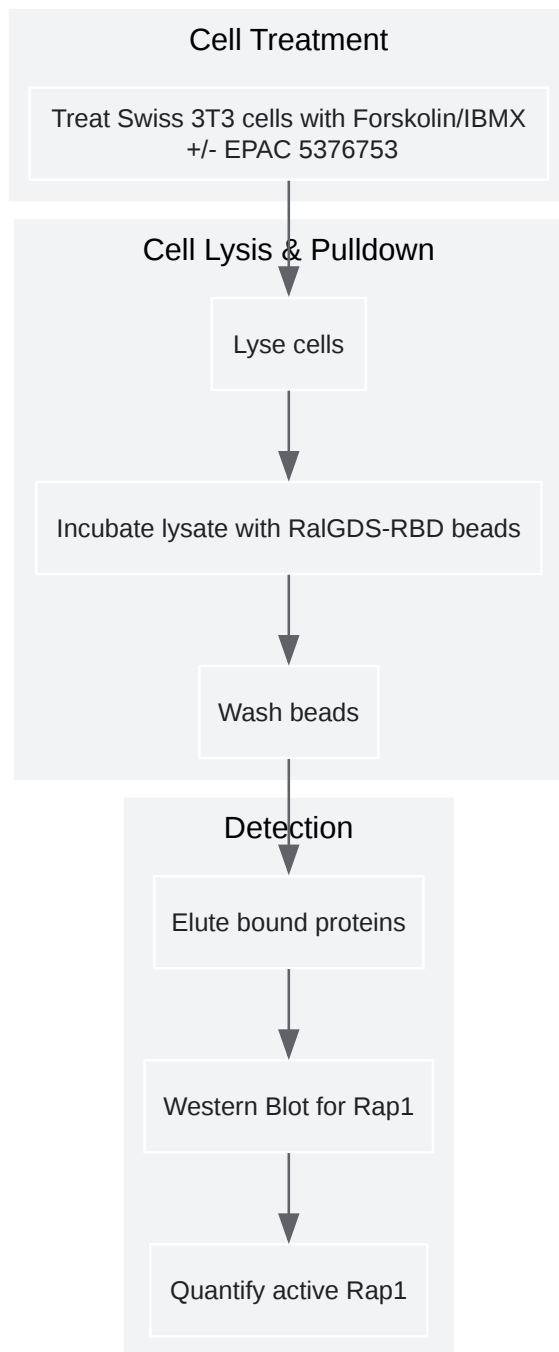 Cell Treatment
Treat Swiss 3T3 cells with Forskolin/IBMX
+/- EPAC 5376753
Cell Lysis & Pulldown
Lyse cells
Incubate lysate with RalGDS-RBD beads
Wash beads
Detection
Elute bound proteins
Western Blot for Rap1
Quantify active Rap1